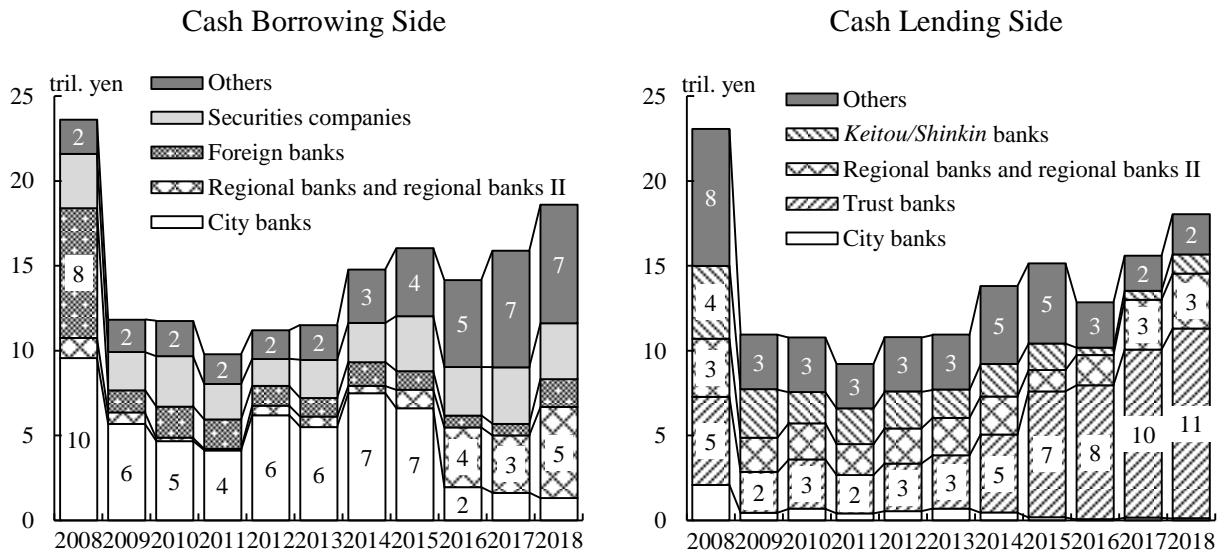 Cash Borrowing Side
tril. yen
25
20
15
10
5
0
Others
Securities companies
Foreign banks
Regional banks and regional banks II
City banks
2 2 2 2 2 2 3 4 5 7 7
8
4 3 5
10 6 5 4 6 6 7 7 2
2008 2009 2010 2011 2012 2013 2014 2015 2016 2017 2018
Cash Lending Side
tril. yen
25
20
15
10
5
0
Others
Keitou/Shinkin banks
Regional banks and regional banks II
Trust banks
City banks
8 3 3 3 3 3 5 5 3 2 2
4
3 3 3
5 2 3 2 3 3 5 7 8 10 11
2008 2009 2010 2011 2012 2013 2014 2015 2016 2017 2018